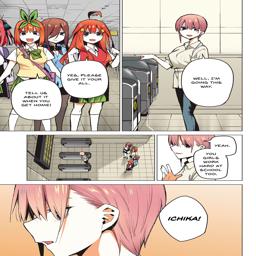 YES, PLEASE
GIVE IT YOUR
ALL.
TELL US
ABOUT IT
WHEN YOU
GET HOME!
WELL, I'M
GOING THIS
WAY.
YEAH.
YOU
GIRLS
WORK
HARD AT
SCHOOL
TOO.
ICHIKA!